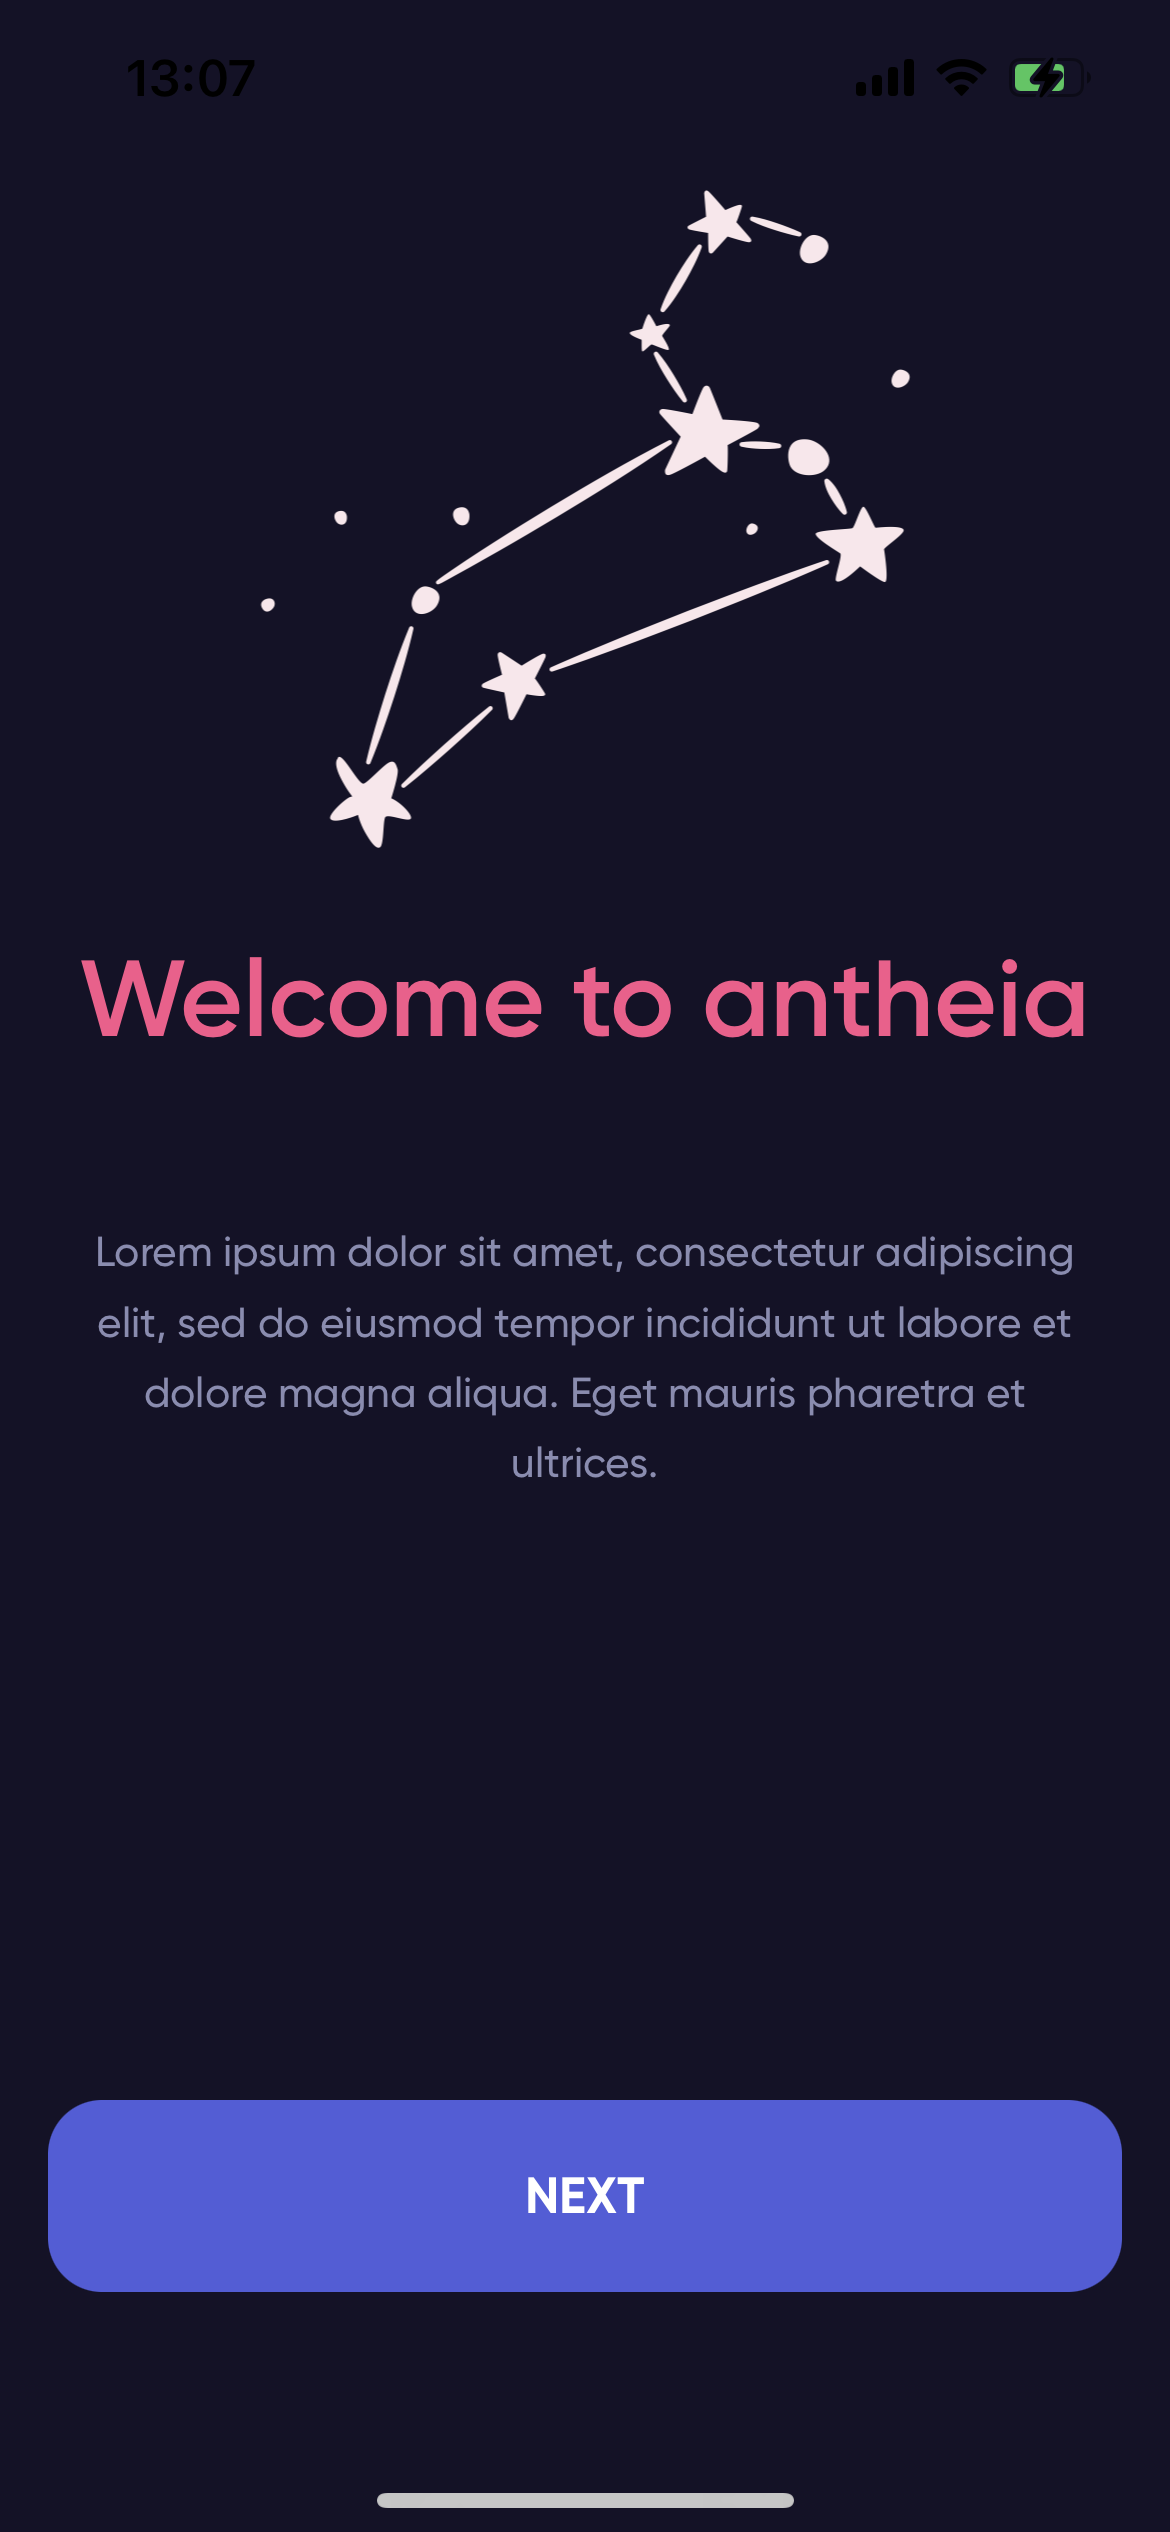 13:07
Welcome to antheia
Lorem ipsum dolor sit amet, consectetur adipiscing
elit, sed do eiusmod tempor incididunt ut labore et
dolore magna aliqua. Eget mauris pharetra et
ultrices.
NEXT